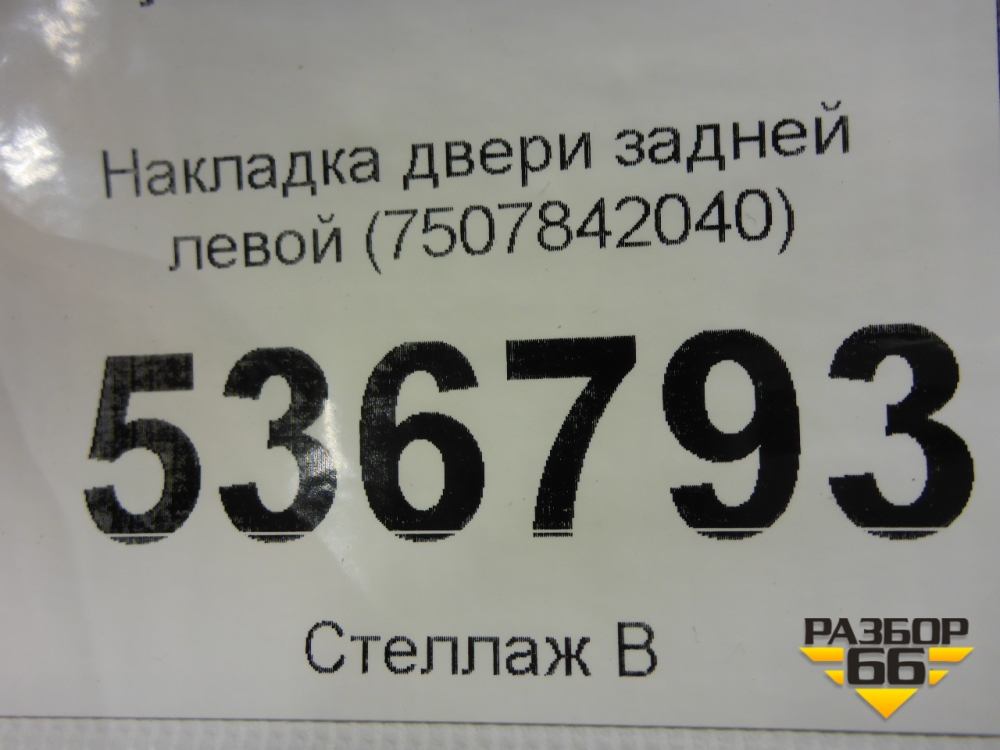 Накладка двери задней
левой (7507842040)
536793
Стеллаж В
РАЗБОР
66